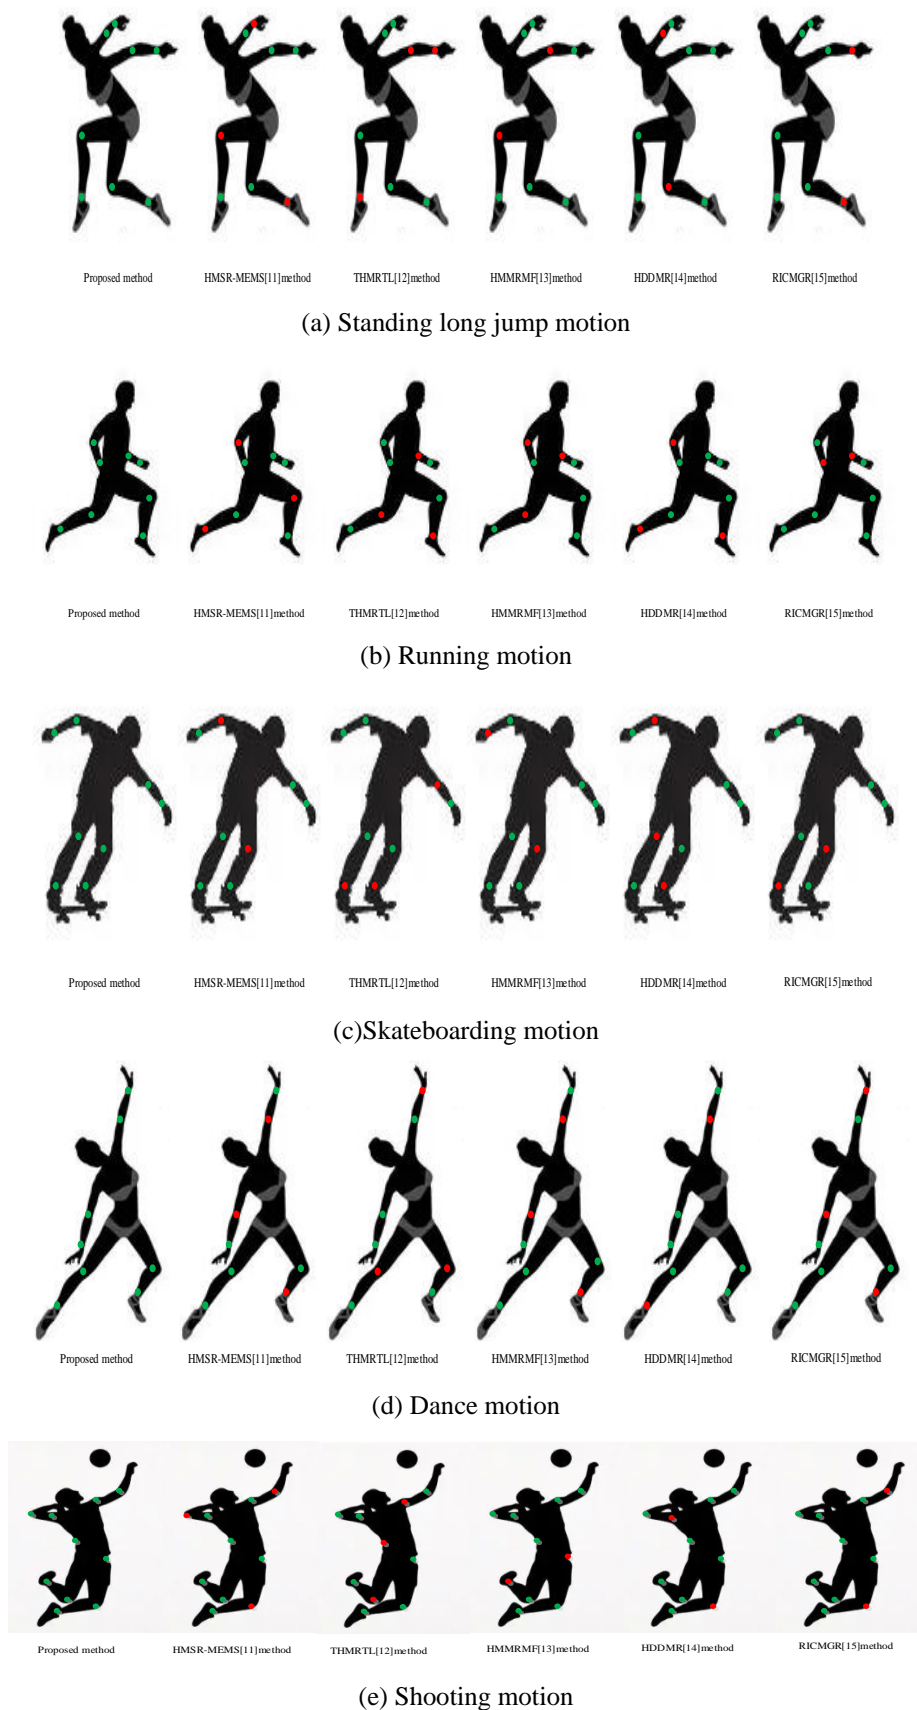 Proposed method HMSR-MEMS[11]method THMRTL[12]method HMMRMF[13]method HDDMR[14]method RICMGR[15]method
(a) Standing long jump motion
Proposed method HMSR-MEMS[11]method THMRTL[12]method HMMRMF[13]method HDDMR[14]method RICMGR[15]method
(b) Running motion
Proposed method HMSR-MEMS[11]method THMRTL[12]method HMMRMF[13]method HDDMR[14]method RICMGR[15]method
(c)Skateboarding motion
Proposed method HMSR-MEMS[11]method THMRTL[12]method HMMRMF[13]method HDDMR[14]method RICMGR[15]method
(d) Dance motion
Proposed method HMSR-MEMS[11]method THMRTL[12]method HMMRMF[13]method HDDMR[14]method RICMGR[15]method
(e) Shooting motion